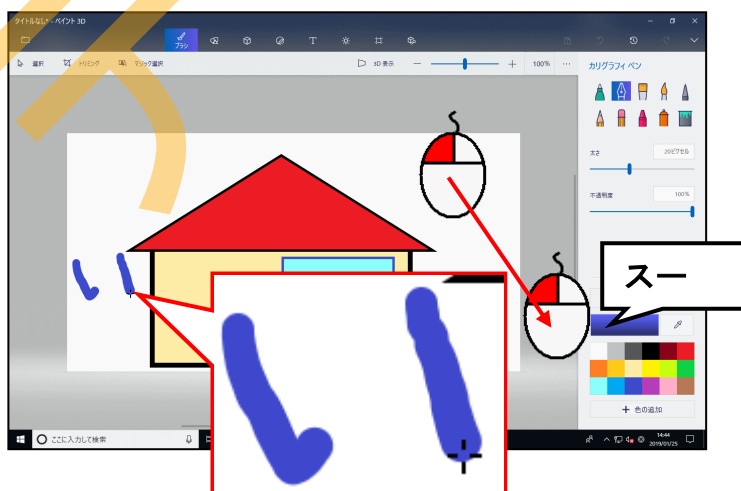 タイトルなし* - ペイント 3D
ブラシ
T
選択 トリミング マジック選択 3D 表示 100% …
カリグラフィ ペン
太さ 20ピクセル
不透明度 100%
スー
+ 色の追加
ここに入力して検索
14:44
2019/01/25